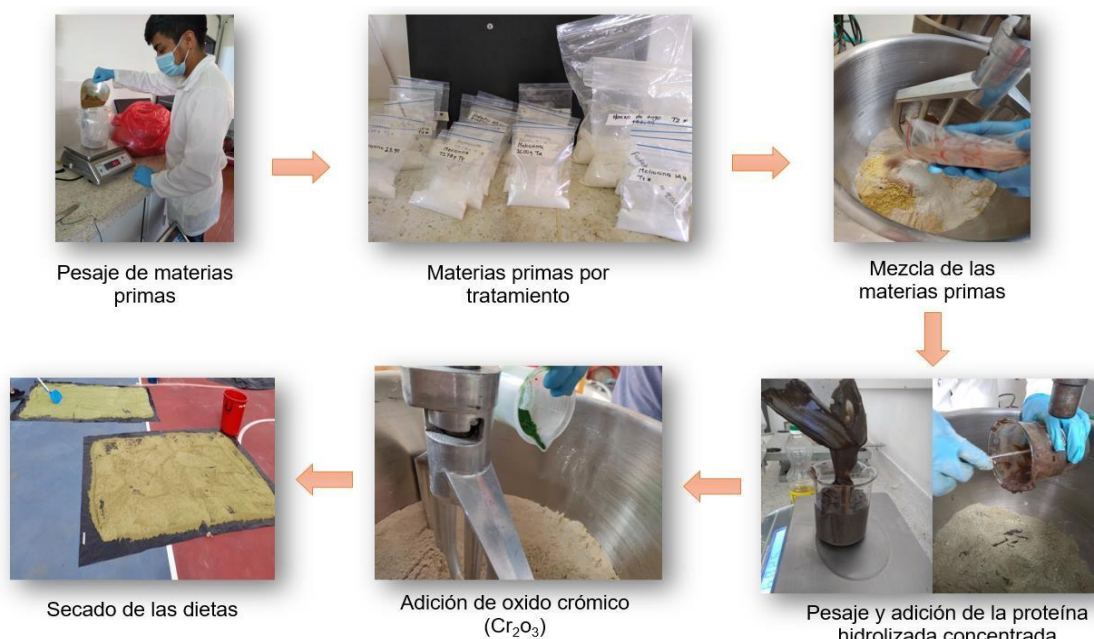 Pesaje de materias
primas
Materias primas por
tratamiento
Mezcla de las
materias primas
Secado de las dietas
Adición de oxido crómico
(Cr₂o₃)
Pesaje y adición de la proteína
hidrolizada concentrada